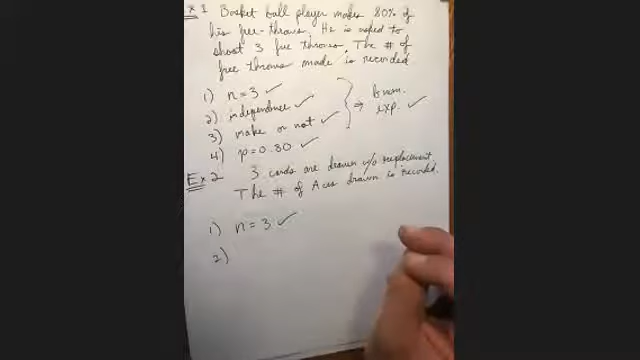 Ex 1 Basket ball player makes 80% of
his free-throws. He is asked to
shoot 3 free throws. The # of
free throws made is recorded
1) n = 3 ✓
2) independence ✓
3) make or not ✓
4) p = 0.80 ✓
} ⇒ binom.
exp. ✓
Ex 2 3 cards are drawn w/o replacement
The # of Aces drawn is recorded.
1) n = 3 ✓
2)